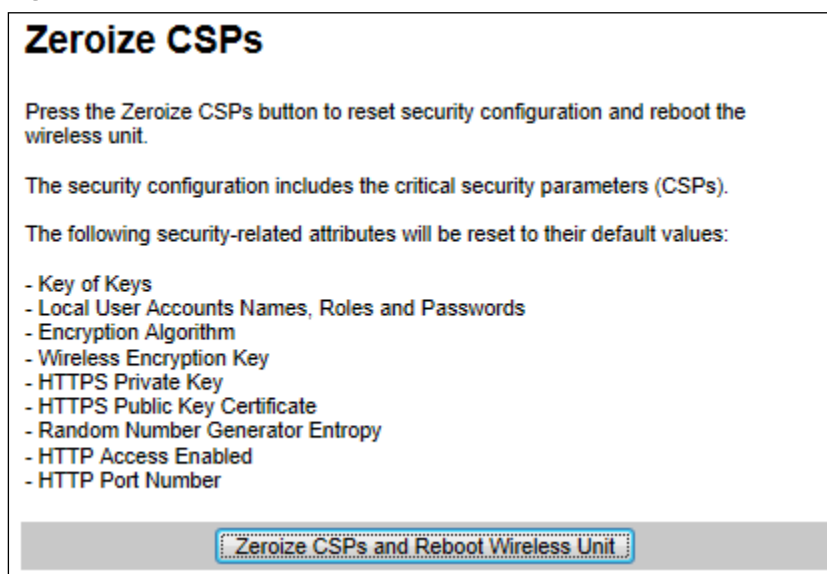 Zeroize CSPs
Press the Zeroize CSPs button to reset security configuration and reboot the
wireless unit.
The security configuration includes the critical security parameters (CSPs).
The following security-related attributes will be reset to their default values:
- Key of Keys
- Local User Accounts Names, Roles and Passwords
- Encryption Algorithm
- Wireless Encryption Key
- HTTPS Private Key
- HTTPS Public Key Certificate
- Random Number Generator Entropy
- HTTP Access Enabled
- HTTP Port Number
Zeroize CSPs and Reboot Wireless Unit